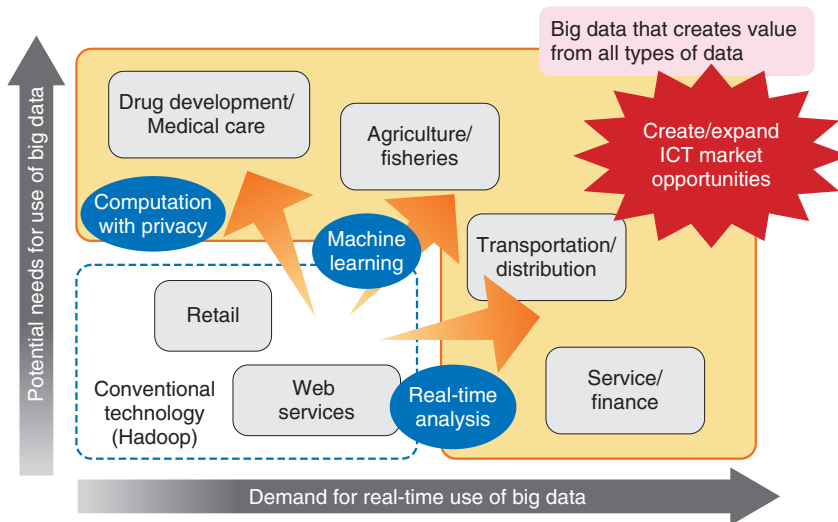 Big data that creates value
from all types of data
Create/expand
ICT market
opportunities
Potential needs for use of big data
Drug development/
Medical care
Agriculture/
fisheries
Computation
with privacy
Machine
learning
Transportation/
distribution
Retail
Conventional
technology
(Hadoop)
Web
services
Real-time
analysis
Service/
finance
Demand for real-time use of big data